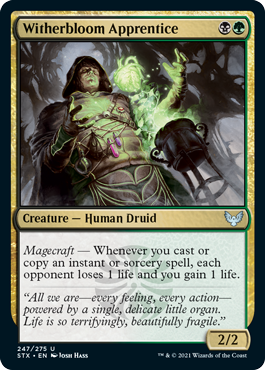 Witherbloom Apprentice
Creature — Human Druid
Magecraft — Whenever you cast or
copy an instant or sorcery spell, each
opponent loses 1 life and you gain 1 life.
“All we are—every feeling, every action—
powered by a single, delicate little organ.
Life is so terrifyingly, beautifully fragile.”
2/2
247/275 U
STX • EN Josh Hass
™ & © 2021 Wizards of the Coast